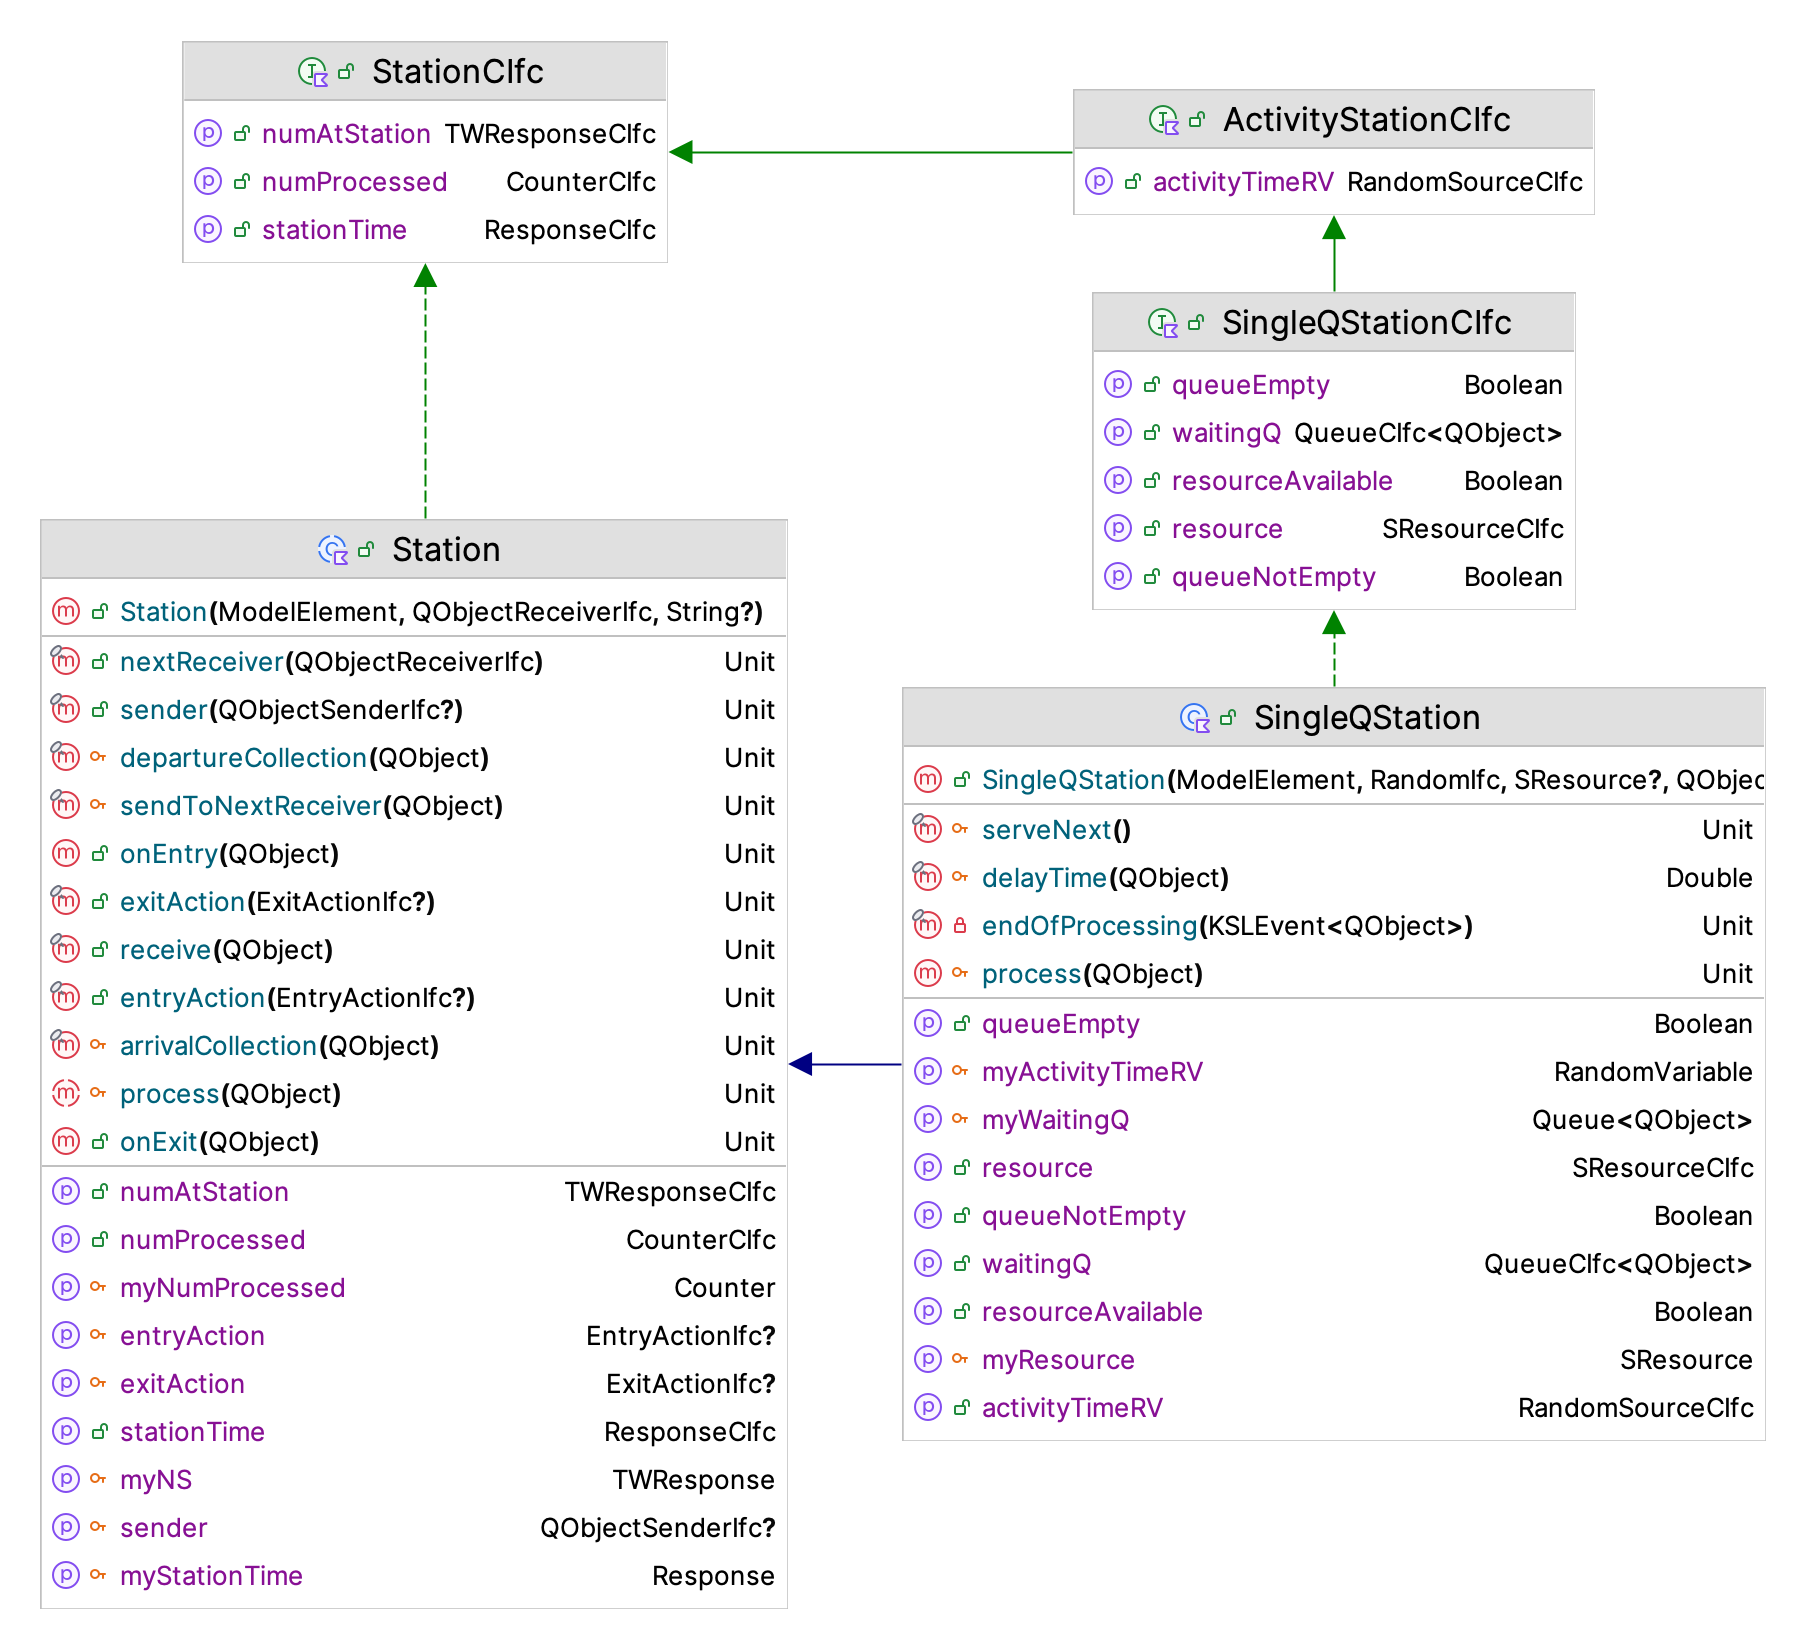 StationCIfc
numAtStation TWResponseCIfc
numProcessed CounterCIfc
stationTime ResponseCIfc
ActivityStationCIfc
activityTimeRV RandomSourceCIfc
SingleQStationCIfc
queueEmpty Boolean
waitingQ QueueCIfc<QObject>
resourceAvailable Boolean
resource SResourceCIfc
queueNotEmpty Boolean
Station
Station(ModelElement, QObjectReceiverIfc, String?)
nextReceiver(QObjectReceiverIfc) Unit
sender(QObjectSenderIfc?) Unit
departureCollection(QObject) Unit
sendToNextReceiver(QObject) Unit
onEntry(QObject) Unit
exitAction(ExitActionIfc?) Unit
receive(QObject) Unit
entryAction(EntryActionIfc?) Unit
arrivalCollection(QObject) Unit
process(QObject) Unit
onExit(QObject) Unit
numAtStation TWResponseCIfc
numProcessed CounterCIfc
myNumProcessed Counter
entryAction EntryActionIfc?
exitAction ExitActionIfc?
stationTime ResponseCIfc
myNS TWResponse
sender QObjectSenderIfc?
myStationTime Response
SingleQStation
SingleQStation(ModelElement, RandomIfc, SResource?, QObjec
serveNext() Unit
delayTime(QObject) Double
endOfProcessing(KSLEvent<QObject>) Unit
process(QObject) Unit
queueEmpty Boolean
myActivityTimeRV RandomVariable
myWaitingQ Queue<QObject>
resource SResourceCIfc
queueNotEmpty Boolean
waitingQ QueueCIfc<QObject>
resourceAvailable Boolean
myResource SResource
activityTimeRV RandomSourceCIfc